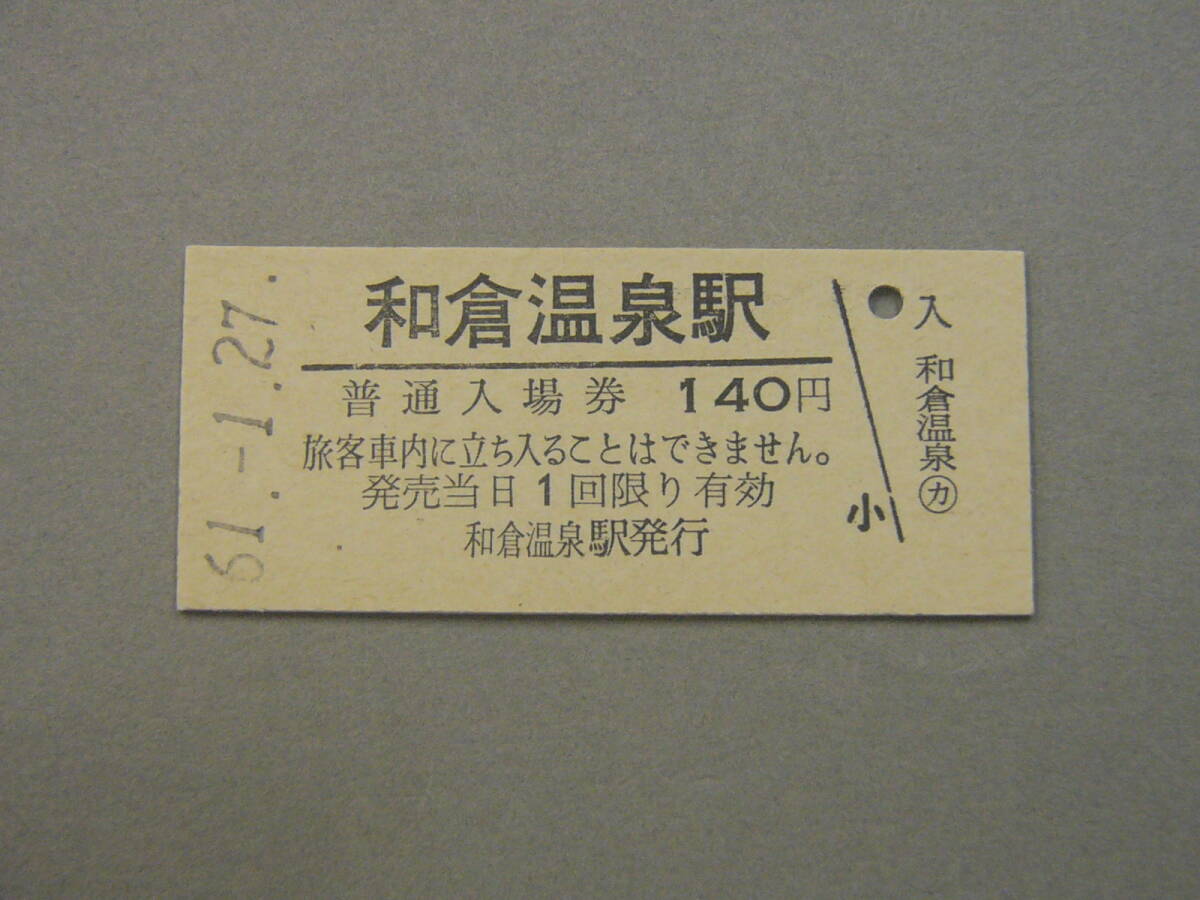 61.-1.27.
和倉温泉駅
普通入場券 140円
旅客車内に立ち入ることはできません。
発売当日1回限り有効
和倉温泉駅発行
小
入
和倉温泉㋕